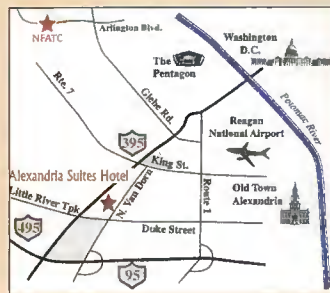 Arlington Blvd.
NFATC
Washington
D.C.
The
Pentagon
Rte. 7
Glebe Rd.
Potomac River
395
Reagan
National Airport
King St.
Alexandria Suites Hotel
N. Van Dorn
Route 1
Old Town
Alexandria
Little River Tpk
Duke Street
495
95